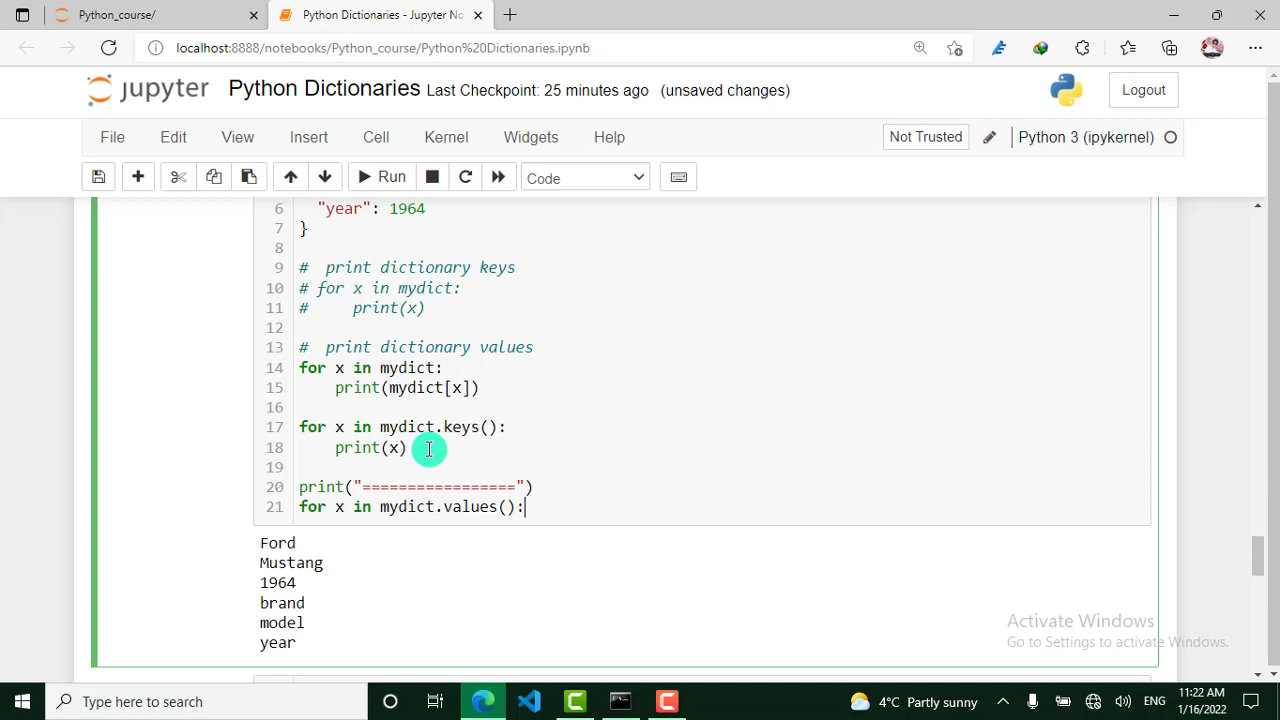 Python_course/
Python Dictionaries - Jupyter No
localhost:8888/notebooks/Python_course/Python%20Dictionaries.ipynb
jupyter Python Dictionaries Last Checkpoint: 25 minutes ago (unsaved changes)
Logout
File Edit View Insert Cell Kernel Widgets Help
Not Trusted
Python 3 (ipykernel)
Run
Code
6 "year": 1964
7 }
8
9 # print dictionary keys
10 # for x in mydict:
11 # print(x)
12
13 # print dictionary values
14 for x in mydict:
15 print(mydict[x])
16
17 for x in mydict.keys():
18 print(x)
19
20 print("=================")
21 for x in mydict.values():
Ford
Mustang
1964
brand
model
year
Activate Windows
Go to Settings to activate Windows.
Type here to search
4°C Partly sunny
ENG
11:22 AM
1/16/2022